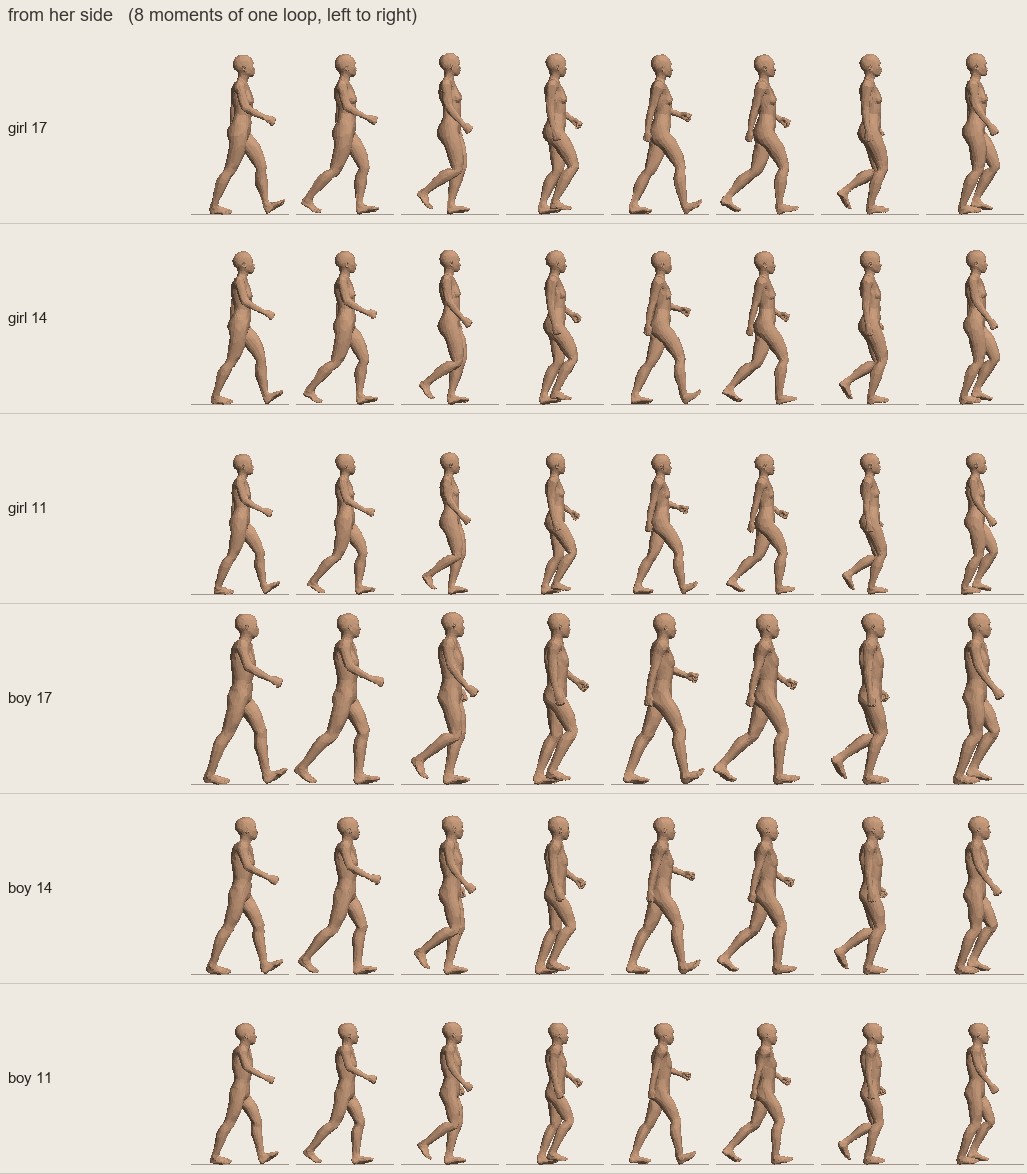 from her side (8 moments of one loop, left to right)
girl 17
girl 14
girl 11
boy 17
boy 14
boy 11